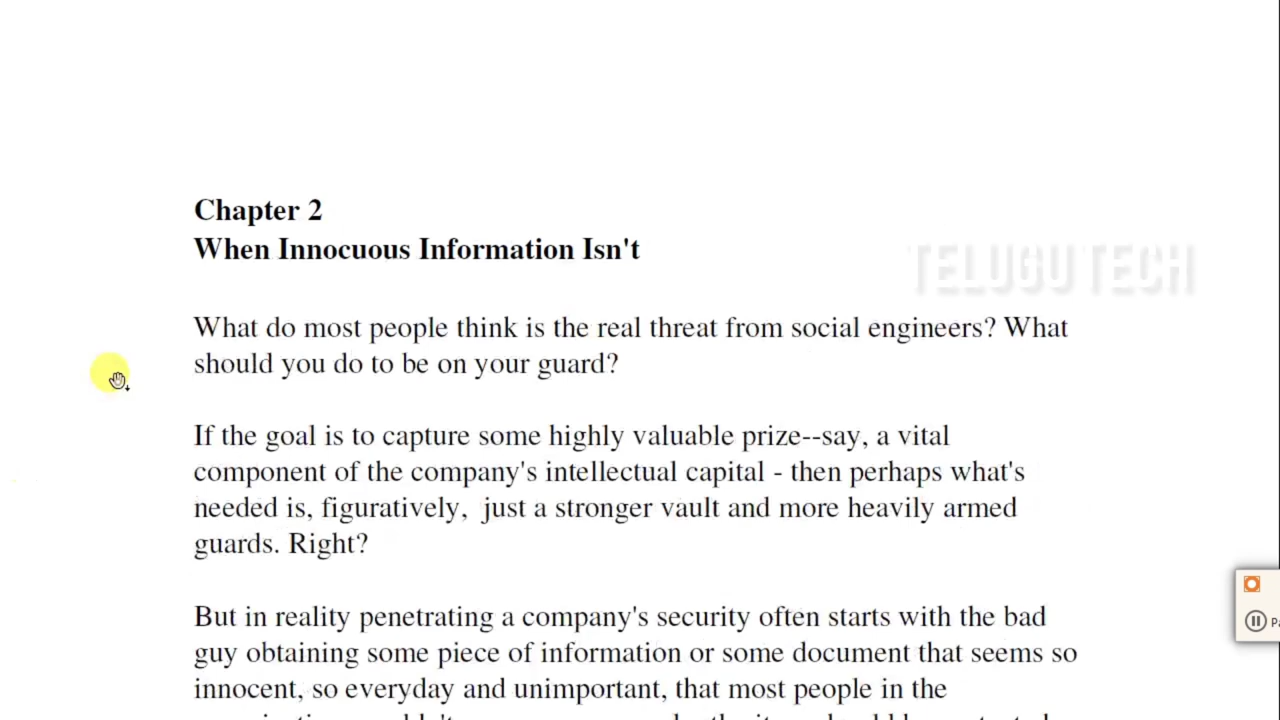 Chapter 2
When Innocuous Information Isn't
TELUGU TECH
What do most people think is the real threat from social engineers? What
should you do to be on your guard?
If the goal is to capture some highly valuable prize--say, a vital
component of the company's intellectual capital - then perhaps what's
needed is, figuratively,  just a stronger vault and more heavily armed
guards. Right?
But in reality penetrating a company's security often starts with the bad
guy obtaining some piece of information or some document that seems so
innocent, so everyday and unimportant, that most people in the